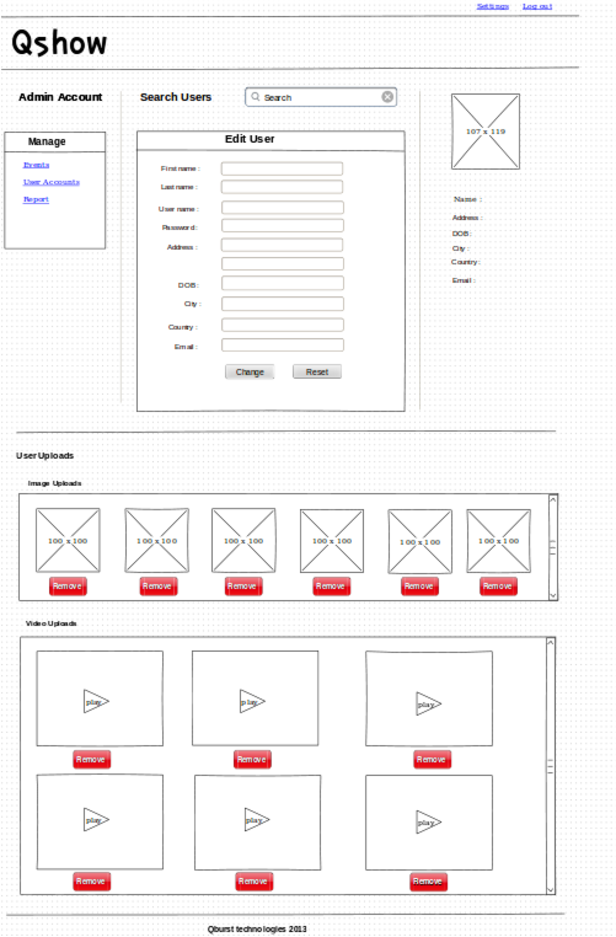 Settings Log out
Qshow
Admin Account
Search Users
Search
Manage
Events
User Accounts
Report
Edit User
First name :
Last name :
User name :
Password :
Address :
DOB :
City :
Country :
Email :
Change Reset
107 x 119
Name :
Address :
DOB :
City :
Country :
Email :
User Uploads
Image Uploads
100 x 100 100 x 100 100 x 100 100 x 100 100 x 100 100 x 100
Remove Remove Remove Remove Remove Remove
Video Uploads
play play play
Remove Remove Remove
play play play
Remove Remove Remove
Qburst technologies 2013